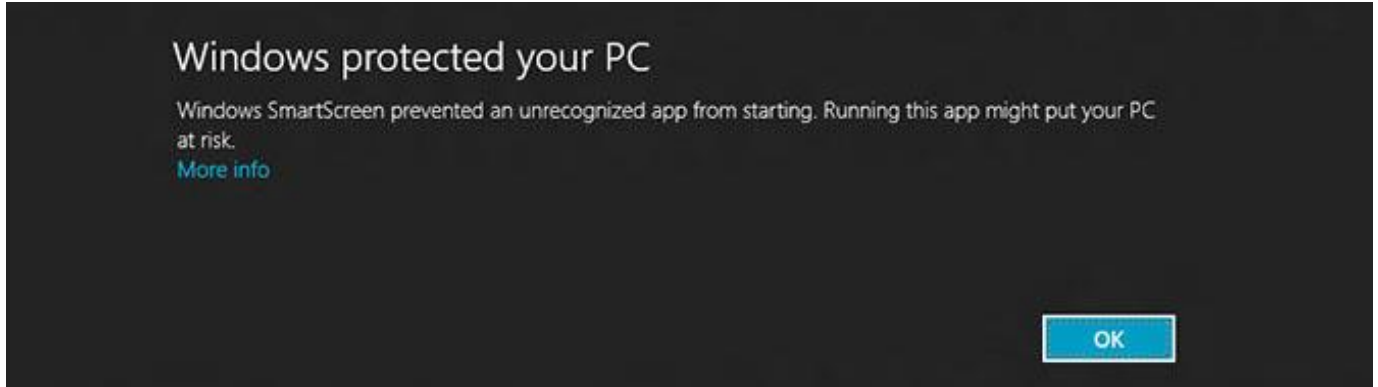 Windows protected your PC
Windows SmartScreen prevented an unrecognized app from starting. Running this app might put your PC
at risk.
More info
OK